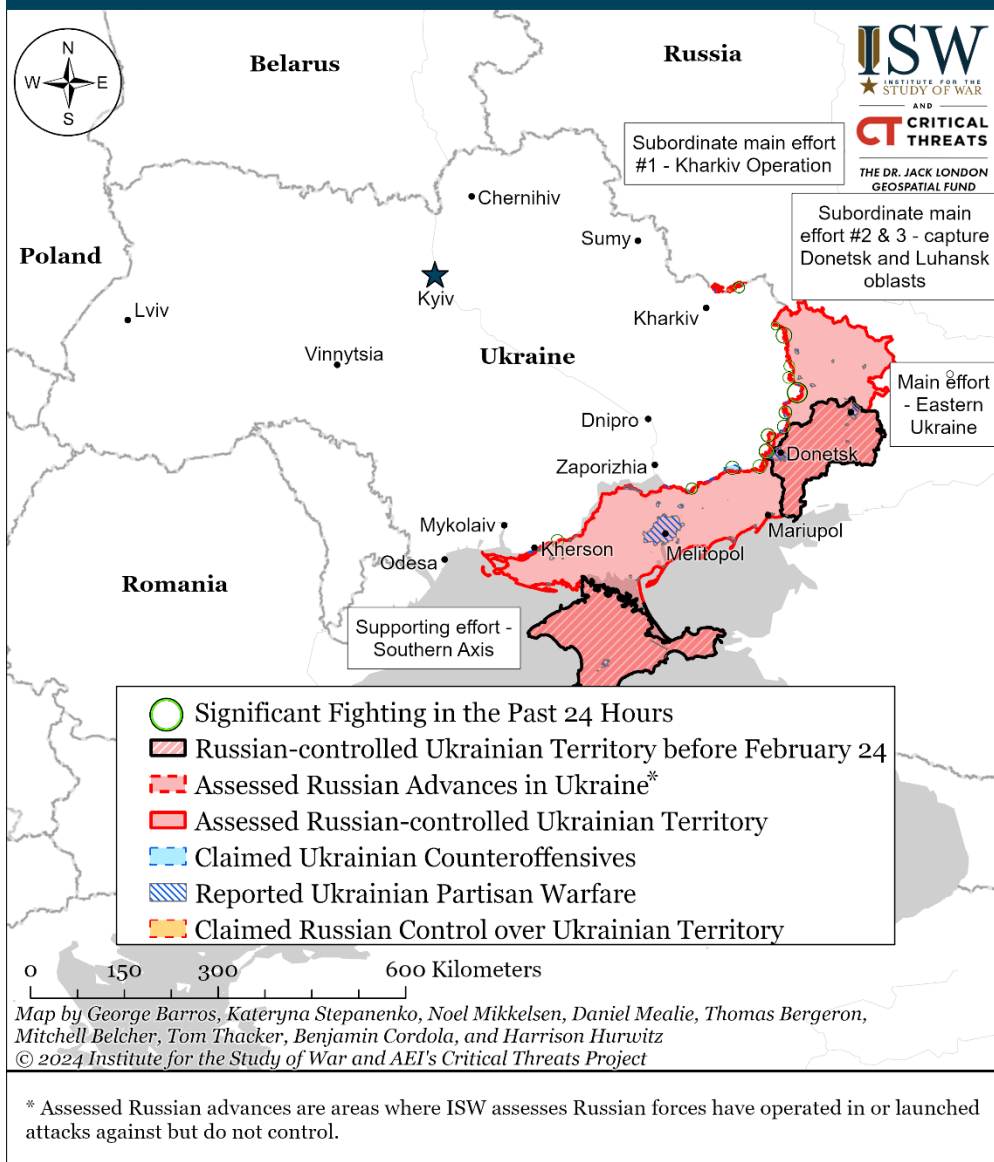 N
W
E
S
Belarus
Russia
ISW
INSTITUTE FOR THE
STUDY OF WAR
AND
CT CRITICAL
THREATS
THE DR. JACK LONDON
GEOSPATIAL FUND
Subordinate main effort
#1 - Kharkiv Operation
Subordinate main
effort #2 & 3 - capture
Donetsk and Luhansk
oblasts
Chernihiv
Sumy
Poland
Kyiv
Lviv
Kharkiv
Vinnytsia
Ukraine
Main effort
- Eastern
Ukraine
Dnipro
Donetsk
Zaporizhia
Mykolaiv
Mariupol
Kherson
Melitopol
Odesa
Romania
Supporting effort -
Southern Axis
Significant Fighting in the Past 24 Hours
Russian-controlled Ukrainian Territory before February 24
Assessed Russian Advances in Ukraine*
Assessed Russian-controlled Ukrainian Territory
Claimed Ukrainian Counteroffensives
Reported Ukrainian Partisan Warfare
Claimed Russian Control over Ukrainian Territory
0 150 300 600 Kilometers
Map by George Barros, Kateryna Stepanenko, Noel Mikkelsen, Daniel Mealie, Thomas Bergeron,
Mitchell Belcher, Tom Thacker, Benjamin Cordola, and Harrison Hurwitz
© 2024 Institute for the Study of War and AEI's Critical Threats Project
* Assessed Russian advances are areas where ISW assesses Russian forces have operated in or launched
attacks against but do not control.